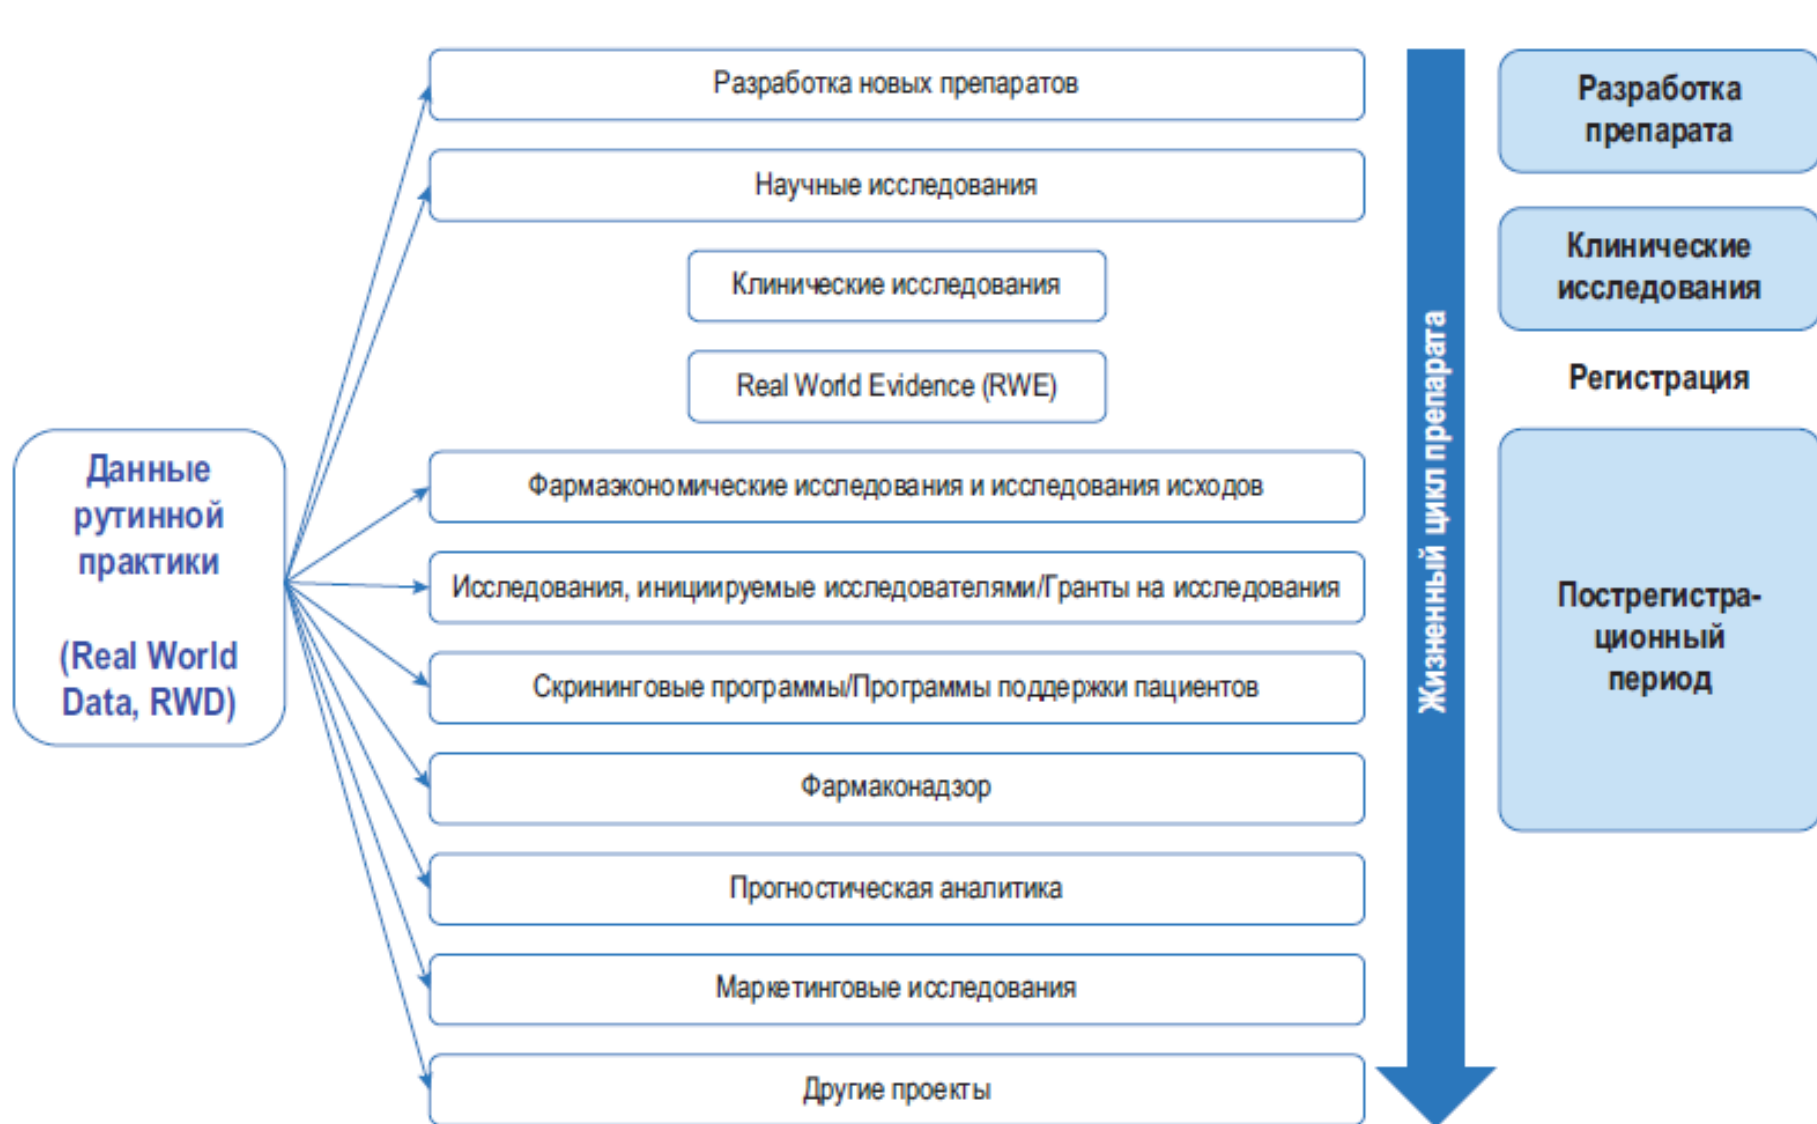 Данные
рутинной
практики
(Real World
Data, RWD)
Разработка новых препаратов
Научные исследования
Клинические исследования
Real World Evidence (RWE)
Фармаэкономические исследования и исследования исходов
Исследования, инициируемые исследователями/Гранты на исследования
Скрининговые программы/Программы поддержки пациентов
Фармаконадзор
Прогностическая аналитика
Маркетинговые исследования
Другие проекты
Жизненный цикл препарата
Разработка
препарата
Клинические
исследования
Регистрация
Пострегистра-
ционный
период